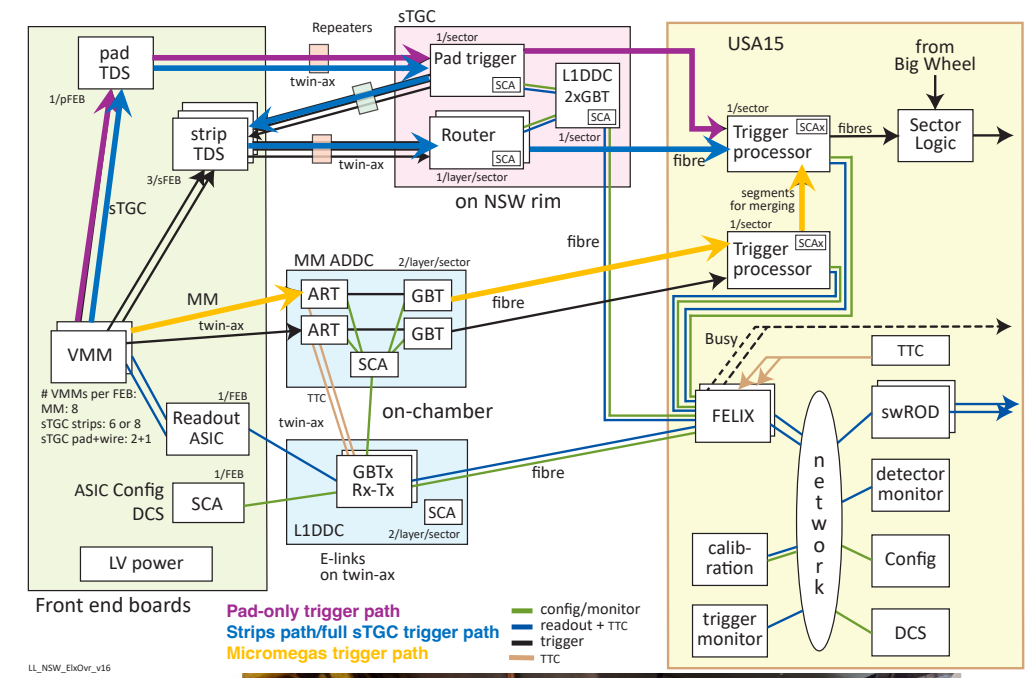 sTGC
Repeaters
1/sector
pad
TDS
1/pFEB
twin-ax
Pad trigger
SCA
L1DDC
2xGBT
SCA
1/sector
USA15
from
Big Wheel
1/sector
Trigger
processor
SCAx
fibres
Sector
Logic
strip
TDS
3/sFEB
twin-ax
Router
SCA
1/layer/sector
fibre
on NSW rim
sTGC
segments
for merging
1/sector
Trigger
processor
SCAx
fibre
MM ADDC
2/layer/sector
MM
twin-ax
ART
GBT
fibre
ART
GBT
SCA
VMM
Busy
TTC
# VMMs per FEB:
MM: 8
sTGC strips: 6 or 8
sTGC pad+wire: 2+1
1/FEB
Readout
ASIC
TTC
twin-ax
on-chamber
FELIX
swROD
1/FEB
ASIC Config
DCS
SCA
GBTx
Rx-Tx
fibre
SCA
L1DDC
2/layer/sector
network
detector
monitor
LV power
E-links
on twin-ax
calib-
ration
Config
Front end boards
trigger
monitor
DCS
Pad-only trigger path
Strips path/full sTGC trigger path
Micromegas trigger path
config/monitor
readout + TTC
trigger
TTC
LL_NSW_ElxOvr_v16